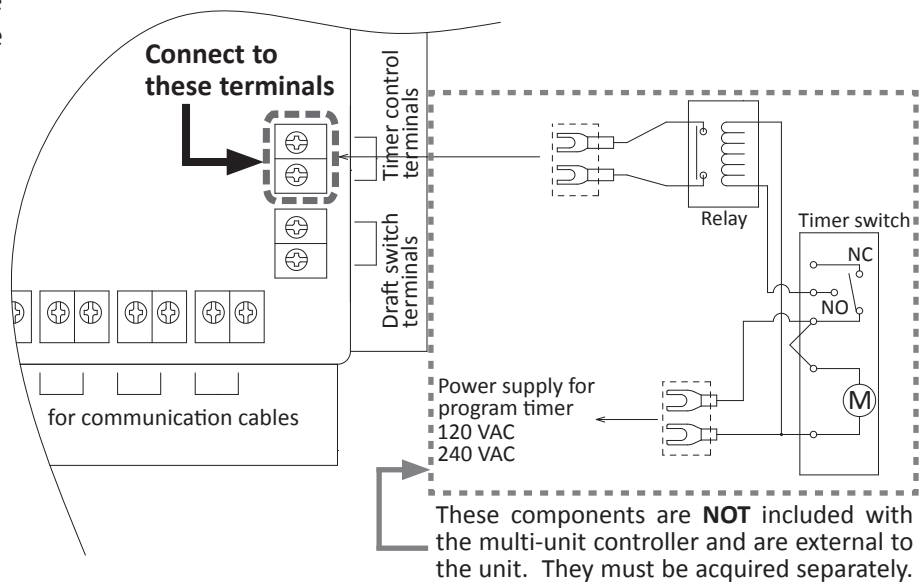 e
e
Connect to
these terminals
Timer control
terminals
Draft switch
terminals
for communication cables
Relay
Timer switch
NC
NO
M
Power supply for
program timer
120 VAC
240 VAC
These components are NOT included with
the multi-unit controller and are external to
the unit. They must be acquired separately.